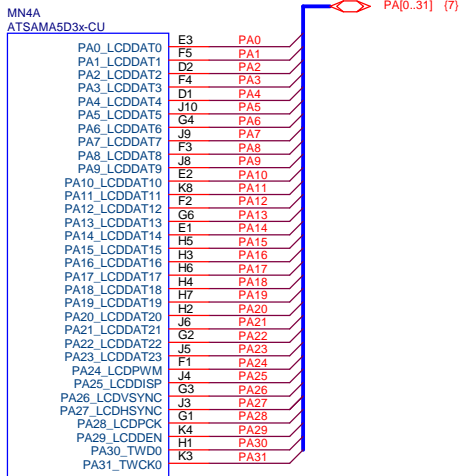 MN4A
ATSAMA5D3x-CU
PA[0..31] {7}
PA0_LCDDAT0 E3 PA0
PA1_LCDDAT1 F5 PA1
PA2_LCDDAT2 D2 PA2
PA3_LCDDAT3 F4 PA3
PA4_LCDDAT4 D1 PA4
PA5_LCDDAT5 J10 PA5
PA6_LCDDAT6 G4 PA6
PA7_LCDDAT7 J9 PA7
PA8_LCDDAT8 F3 PA8
PA9_LCDDAT9 J8 PA9
PA10_LCDDAT10 E2 PA10
PA11_LCDDAT11 K8 PA11
PA12_LCDDAT12 F2 PA12
PA13_LCDDAT13 G6 PA13
PA14_LCDDAT14 E1 PA14
PA15_LCDDAT15 H5 PA15
PA16_LCDDAT16 H3 PA16
PA17_LCDDAT17 H6 PA17
PA18_LCDDAT18 H4 PA18
PA19_LCDDAT19 H7 PA19
PA20_LCDDAT20 H2 PA20
PA21_LCDDAT21 J6 PA21
PA22_LCDDAT22 G2 PA22
PA23_LCDDAT23 J5 PA23
PA24_LCDPWM F1 PA24
PA25_LCDDISP J4 PA25
PA26_LCDVSYNC G3 PA26
PA27_LCDHSYNC J3 PA27
PA28_LCDPCK G1 PA28
PA29_LCDDEN K4 PA29
PA30_TWD0 H1 PA30
PA31_TWCK0 K3 PA31